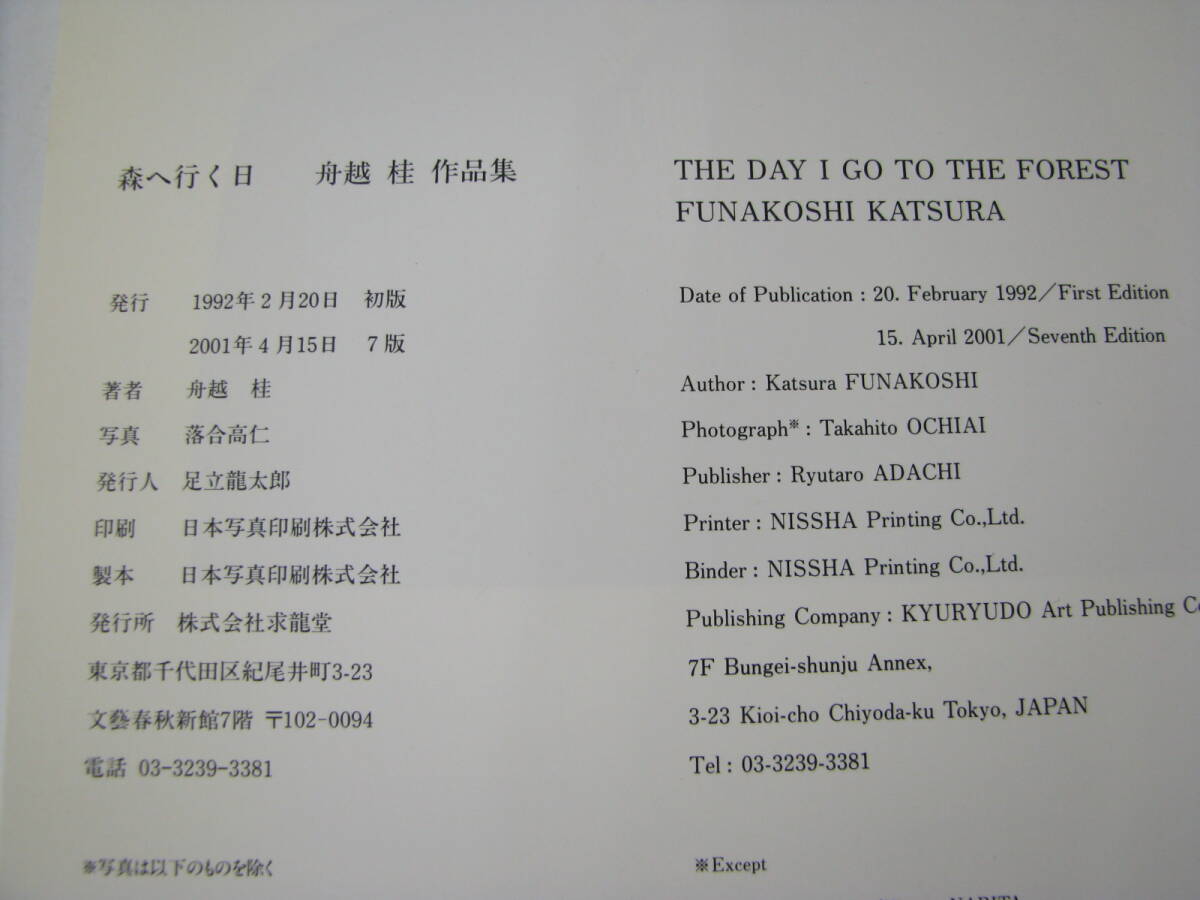 森へ行く日　　舟越 桂 作品集
発行　1992年2月20日　初版
2001年4月15日　7版
著者　舟越　桂
写真　落合高仁
発行人　足立龍太郎
印刷　日本写真印刷株式会社
製本　日本写真印刷株式会社
発行所　株式会社求龍堂
東京都千代田区紀尾井町3-23
文藝春秋新館7階 〒102-0094
電話 03-3239-3381
※写真は以下のものを除く
THE DAY I GO TO THE FOREST
FUNAKOSHI KATSURA
Date of Publication : 20. February 1992／First Edition
15. April 2001／Seventh Edition
Author : Katsura FUNAKOSHI
Photograph※ : Takahito OCHIAI
Publisher : Ryutaro ADACHI
Printer : NISSHA Printing Co.,Ltd.
Binder : NISSHA Printing Co.,Ltd.
Publishing Company : KYURYUDO Art Publishing
7F Bungei-shunju Annex,
3-23 Kioi-cho Chiyoda-ku Tokyo, JAPAN
Tel : 03-3239-3381
※Except